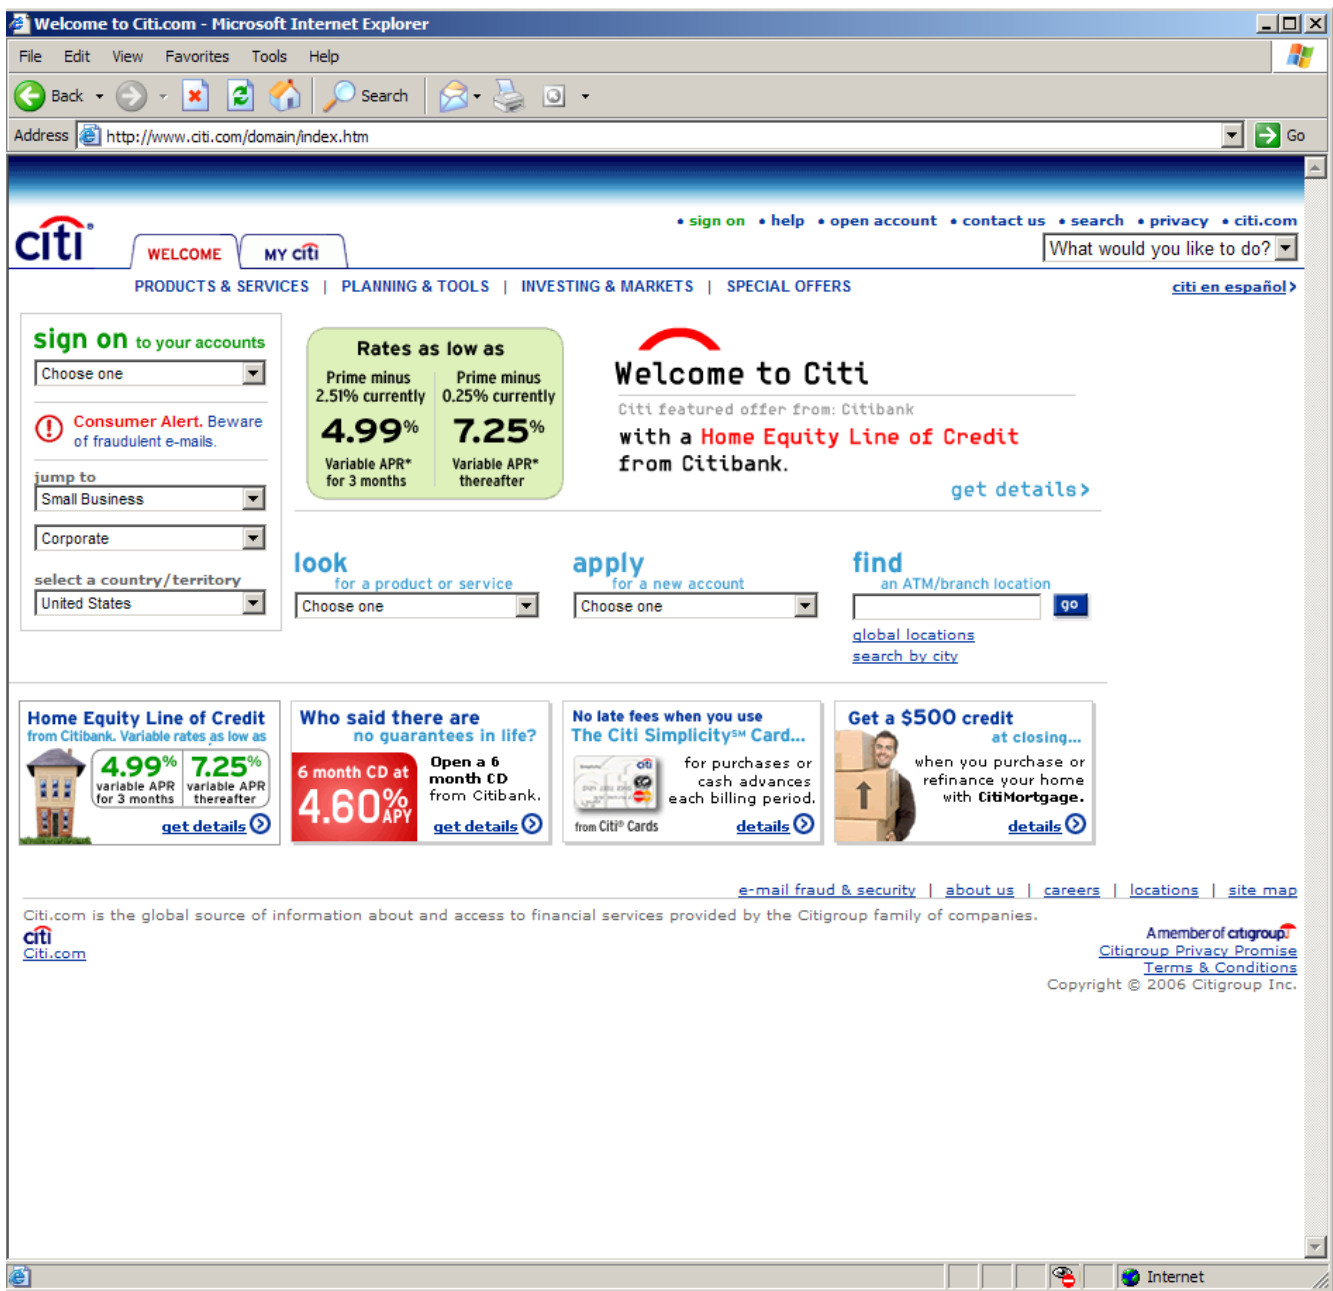 Welcome to Citi.com - Microsoft Internet Explorer
File Edit View Favorites Tools Help
Back Search
Address http://www.citi.com/domain/index.htm Go
• sign on • help • open account • contact us • search • privacy • citi.com
citi®
WELCOME MY citi
What would you like to do?
PRODUCTS & SERVICES | PLANNING & TOOLS | INVESTING & MARKETS | SPECIAL OFFERS
citi en español>
sign on to your accounts
Choose one
Consumer Alert. Beware
of fraudulent e-mails.
jump to
Small Business
Corporate
select a country/territory
United States
Rates as low as
Prime minus
2.51% currently
4.99%
Variable APR*
for 3 months
Prime minus
0.25% currently
7.25%
Variable APR*
thereafter
Welcome to Citi
Citi featured offer from: Citibank
with a Home Equity Line of Credit
from Citibank.
get details>
look
for a product or service
Choose one
apply
for a new account
Choose one
find
an ATM/branch location
go
global locations
search by city
Home Equity Line of Credit
from Citibank. Variable rates as low as
4.99%
variable APR
for 3 months
7.25%
variable APR
thereafter
get details
Who said there are
no guarantees in life?
6 month CD at
4.60% APY
Open a 6
month CD
from Citibank.
get details
No late fees when you use
The Citi Simplicity℠ Card...
for purchases or
cash advances
each billing period.
citi
from Citi® Cards
details
Get a $500 credit
at closing...
when you purchase or
refinance your home
with CitiMortgage.
details
e-mail fraud & security | about us | careers | locations | site map
Citi.com is the global source of information about and access to financial services provided by the Citigroup family of companies.
citi
Citi.com
A member of citigroup
Citigroup Privacy Promise
Terms & Conditions
Copyright © 2006 Citigroup Inc.
Internet